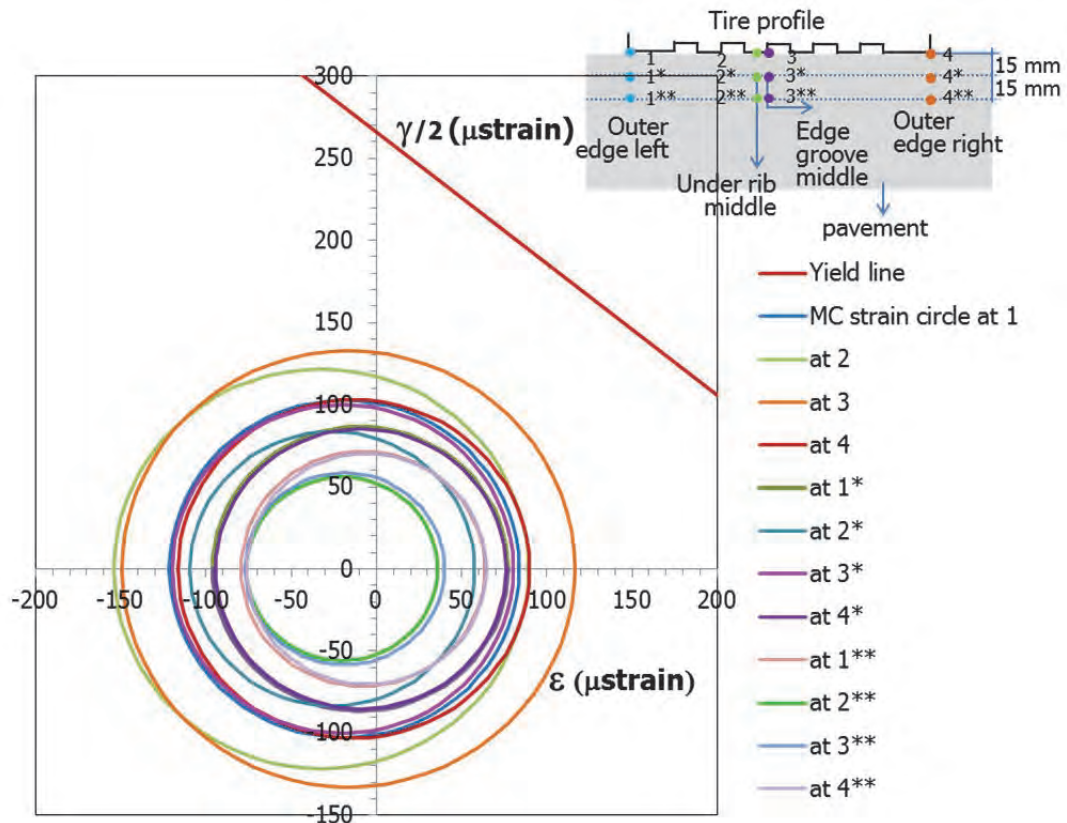 Tire profile
1
2
3
4
15 mm
1*
2*
3*
4*
15 mm
1**
2**
3**
4**
Outer
edge left
Edge
groove
middle
Outer
edge right
Under rib
middle
pavement
γ/2 (μstrain)
300
250
200
150
100
50
0
-50
-100
-150
-200
-150
-100
-50
0
50
100
150
200
ε (μstrain)
Yield line
MC strain circle at 1
at 2
at 3
at 4
at 1*
at 2*
at 3*
at 4*
at 1**
at 2**
at 3**
at 4**